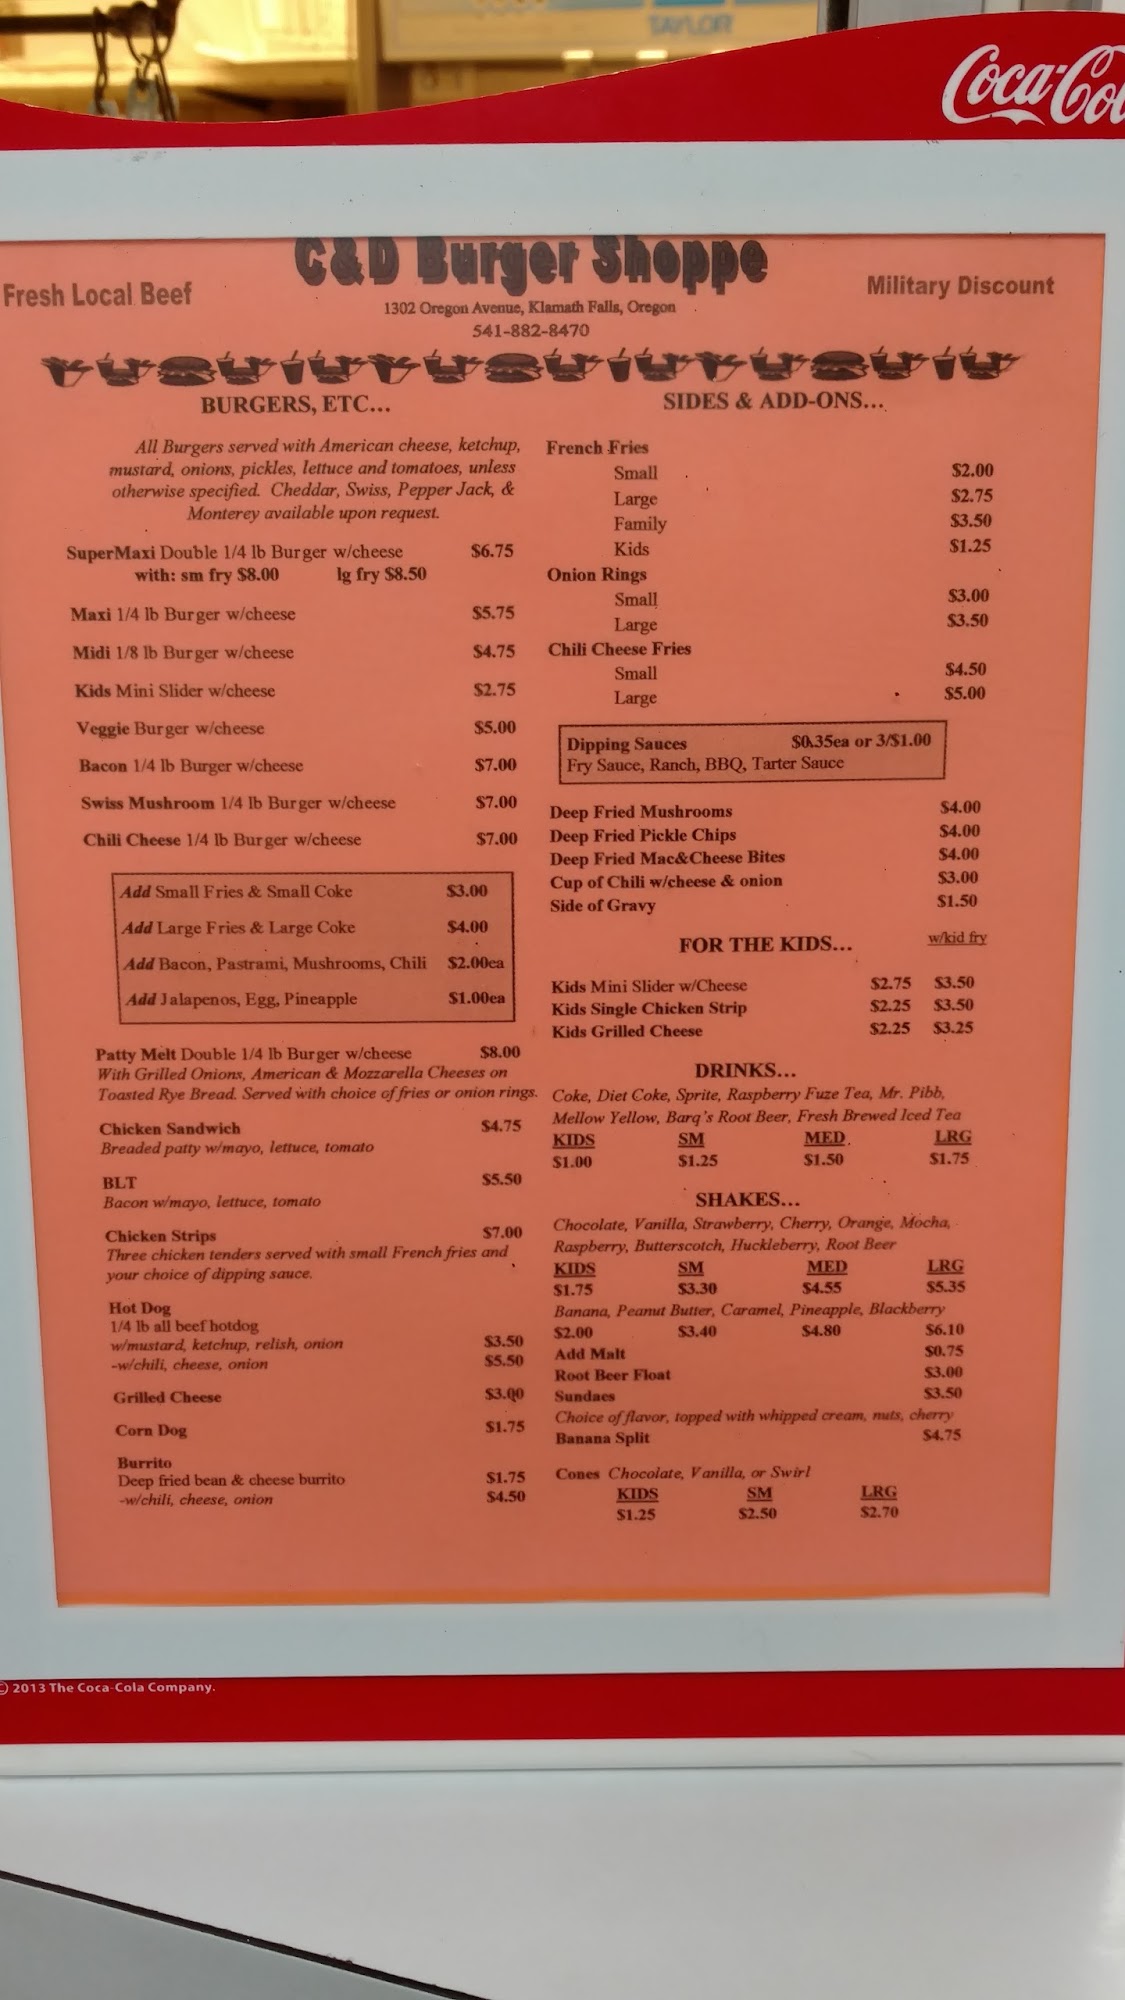 TAYLOR
Coca-Col
C&D Burger Shoppe
Fresh Local Beef
Military Discount
1302 Oregon Avenue, Klamath Falls, Oregon
541-882-8470
BURGERS, ETC...
All Burgers served with American cheese, ketchup,
mustard, onions, pickles, lettuce and tomatoes, unless
otherwise specified. Cheddar, Swiss, Pepper Jack, &
Monterey available upon request.
SuperMaxi Double 1/4 lb Burger w/cheese $6.75
with: sm fry $8.00 lg fry $8.50
Maxi 1/4 lb Burger w/cheese $5.75
Midi 1/8 lb Burger w/cheese $4.75
Kids Mini Slider w/cheese $2.75
Veggie Burger w/cheese $5.00
Bacon 1/4 lb Burger w/cheese $7.00
Swiss Mushroom 1/4 lb Burger w/cheese $7.00
Chili Cheese 1/4 lb Burger w/cheese $7.00
Add Small Fries & Small Coke $3.00
Add Large Fries & Large Coke $4.00
Add Bacon, Pastrami, Mushrooms, Chili $2.00ea
Add Jalapenos, Egg, Pineapple $1.00ea
Patty Melt Double 1/4 lb Burger w/cheese $8.00
With Grilled Onions, American & Mozzarella Cheeses on
Toasted Rye Bread. Served with choice of fries or onion rings.
Chicken Sandwich $4.75
Breaded patty w/mayo, lettuce, tomato
BLT $5.50
Bacon w/mayo, lettuce, tomato
Chicken Strips $7.00
Three chicken tenders served with small French fries and
your choice of dipping sauce.
Hot Dog
1/4 lb all beef hotdog
w/mustard, ketchup, relish, onion $3.50
-w/chili, cheese, onion $5.50
Grilled Cheese $3.00
Corn Dog $1.75
Burrito
Deep fried bean & cheese burrito $1.75
-w/chili, cheese, onion $4.50
SIDES & ADD-ONS...
French Fries
Small $2.00
Large $2.75
Family $3.50
Kids $1.25
Onion Rings
Small $3.00
Large $3.50
Chili Cheese Fries
Small $4.50
Large $5.00
Dipping Sauces $0.35ea or 3/$1.00
Fry Sauce, Ranch, BBQ, Tarter Sauce
Deep Fried Mushrooms $4.00
Deep Fried Pickle Chips $4.00
Deep Fried Mac&Cheese Bites $4.00
Cup of Chili w/cheese & onion $3.00
Side of Gravy $1.50
FOR THE KIDS... w/kid fry
Kids Mini Slider w/Cheese $2.75 $3.50
Kids Single Chicken Strip $2.25 $3.50
Kids Grilled Cheese $2.25 $3.25
DRINKS...
Coke, Diet Coke, Sprite, Raspberry Fuze Tea, Mr. Pibb,
Mellow Yellow, Barq's Root Beer, Fresh Brewed Iced Tea
KIDS SM MED LRG
$1.00 $1.25 $1.50 $1.75
SHAKES...
Chocolate, Vanilla, Strawberry, Cherry, Orange, Mocha,
Raspberry, Butterscotch, Huckleberry, Root Beer
KIDS SM MED LRG
$1.75 $3.30 $4.55 $5.35
Banana, Peanut Butter, Caramel, Pineapple, Blackberry
$2.00 $3.40 $4.80 $6.10
Add Malt $0.75
Root Beer Float $3.00
Sundaes $3.50
Choice of flavor, topped with whipped cream, nuts, cherry
Banana Split $4.75
Cones Chocolate, Vanilla, or Swirl
KIDS SM LRG
$1.25 $2.50 $2.70
© 2013 The Coca-Cola Company.